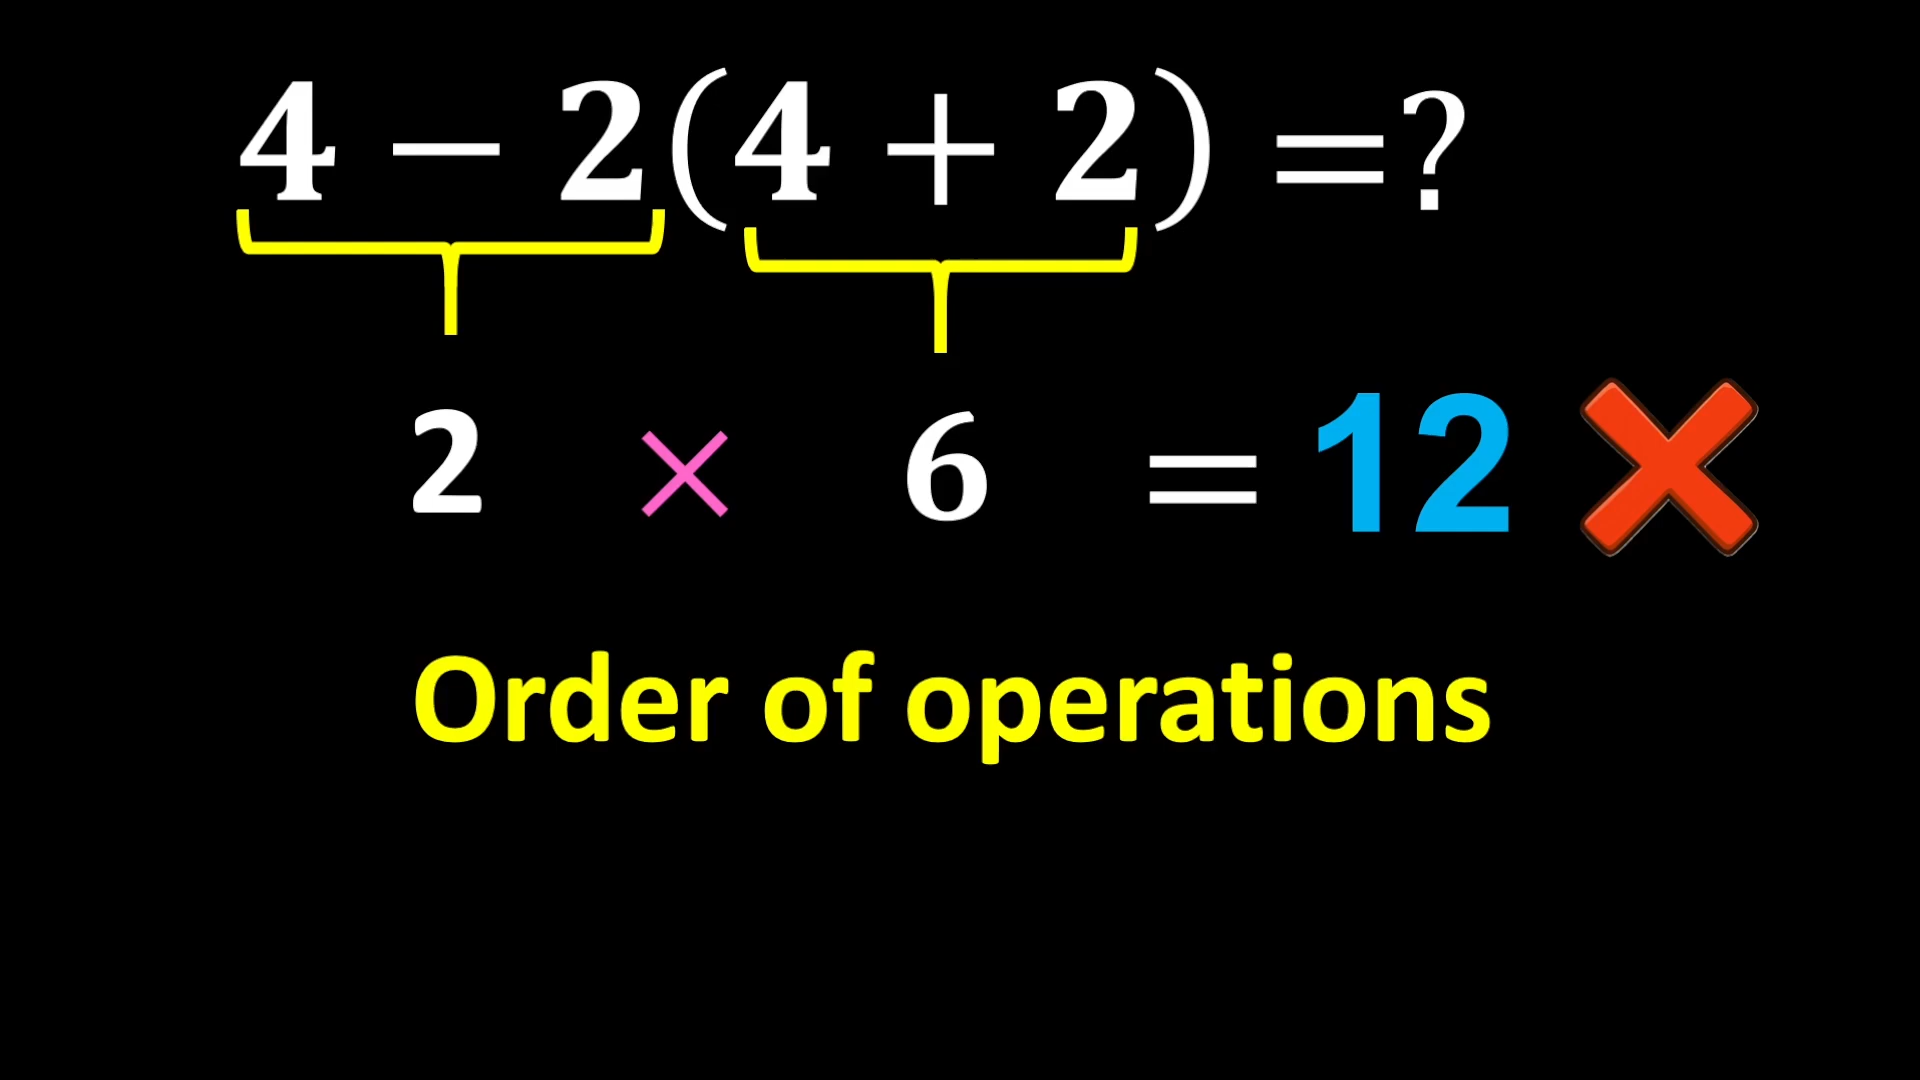 4 − 2(4 + 2) =?
2 × 6 = 12
Order of operations